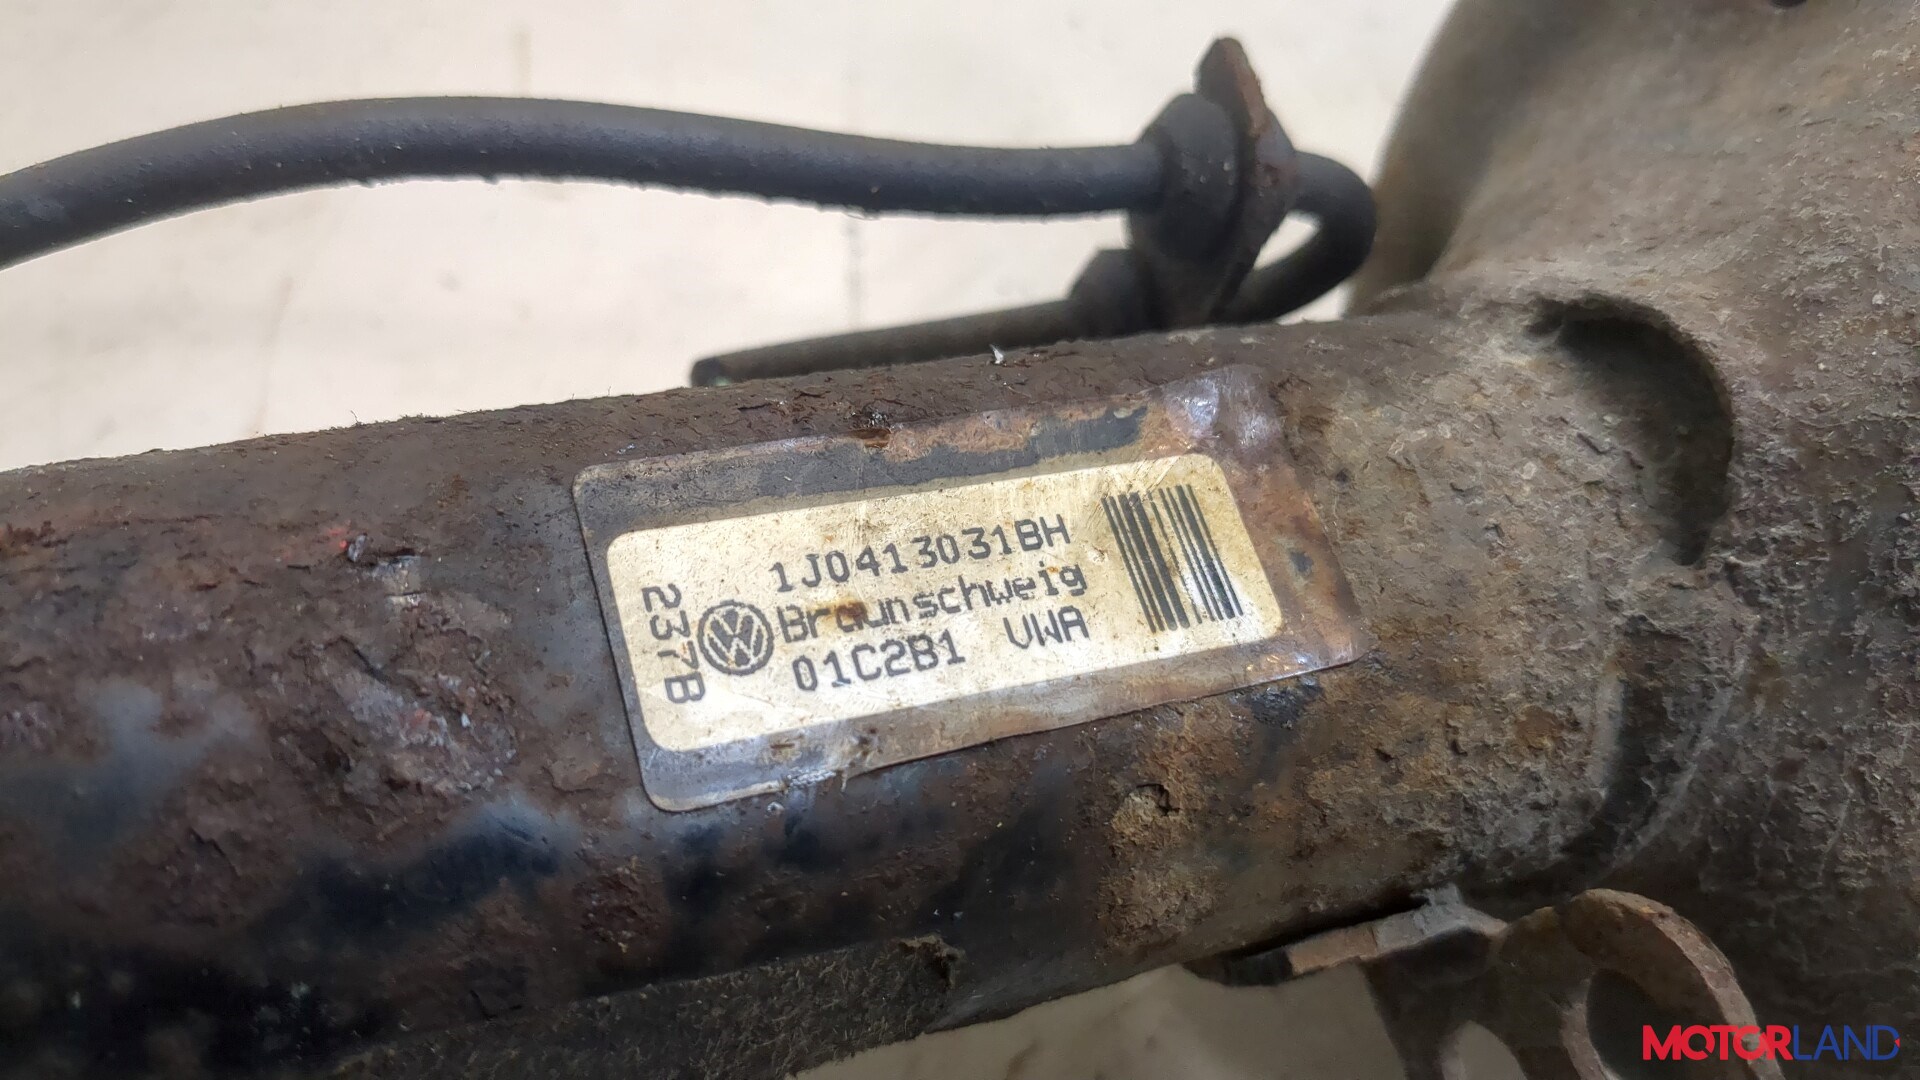 1J0413031BH
Braunschweig
01C2B1 VWA
237B
MOTORLAND